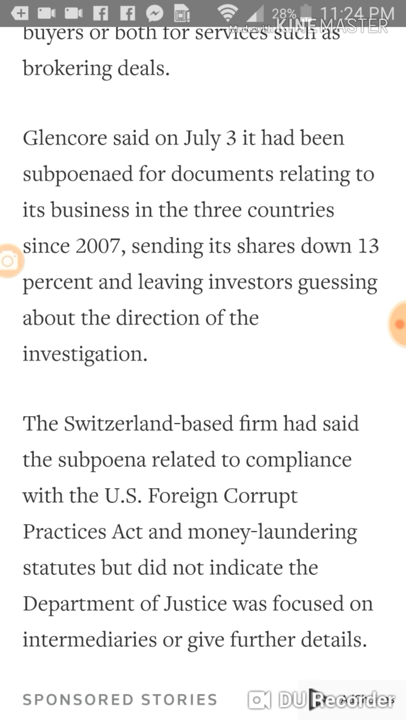 28% 11:24 PM
KINEMASTER
buyers or both for services such as
brokering deals.
Glencore said on July 3 it had been
subpoenaed for documents relating to
its business in the three countries
since 2007, sending its shares down 13
percent and leaving investors guessing
about the direction of the
investigation.
The Switzerland-based firm had said
the subpoena related to compliance
with the U.S. Foreign Corrupt
Practices Act and money-laundering
statutes but did not indicate the
Department of Justice was focused on
intermediaries or give further details.
SPONSORED STORIES
DU Recorder